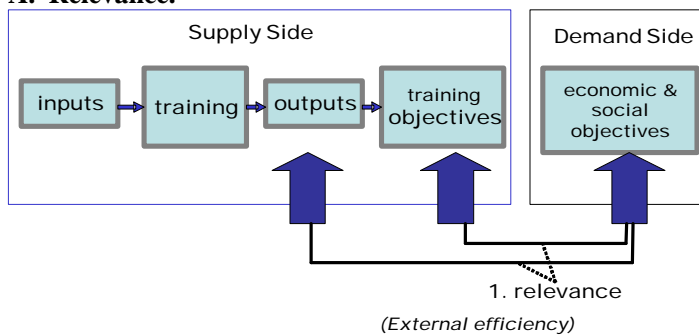 A. Relevance.
Supply Side
Demand Side
inputs
training
outputs
training
objectives
economic &
social
objectives
1. relevance
(External efficiency)